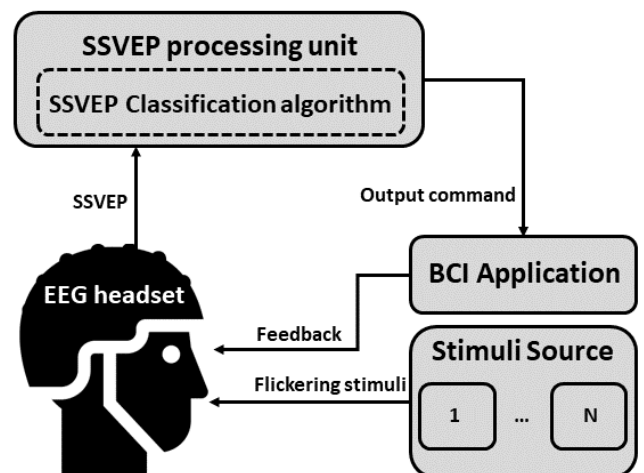 SSVEP processing unit
SSVEP Classification algorithm
SSVEP
Output command
EEG headset
BCI Application
Feedback
Stimuli Source
Flickering stimuli
1 ... N